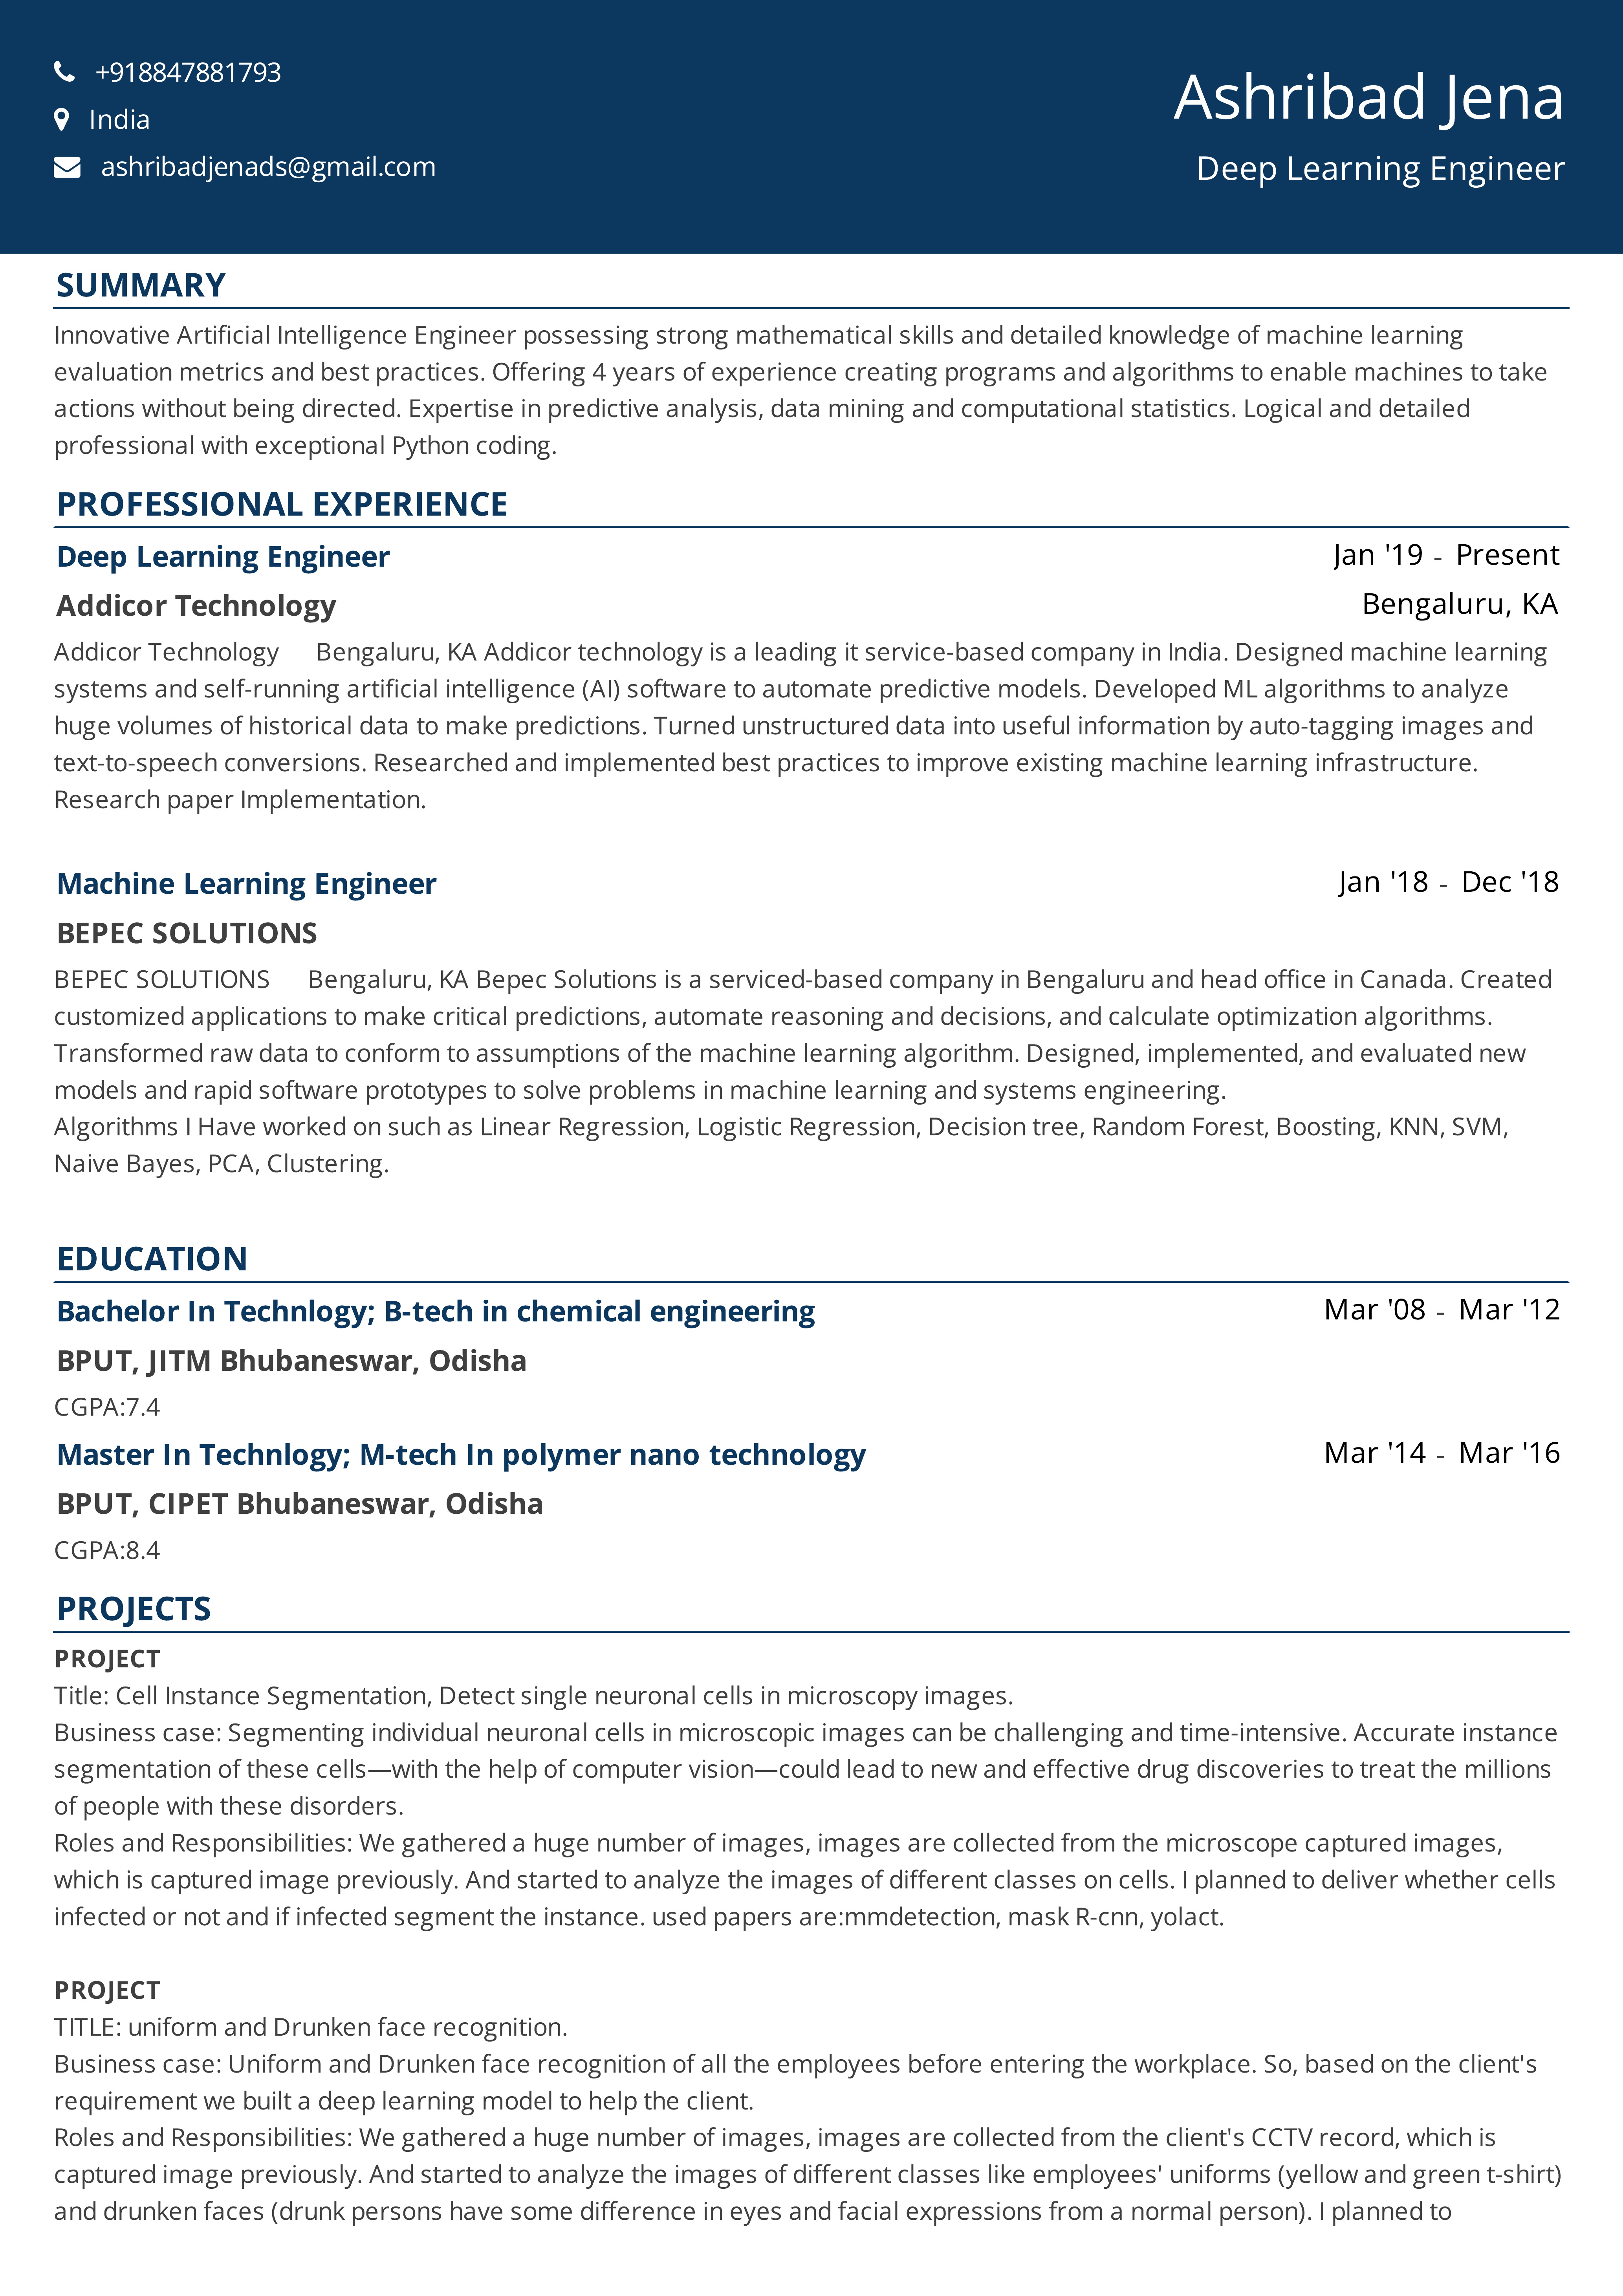 +918847881793
India
ashribadjenads@gmail.com
Ashribad Jena
Deep Learning Engineer
SUMMARY
Innovative Artificial Intelligence Engineer possessing strong mathematical skills and detailed knowledge of machine learning
evaluation metrics and best practices. Offering 4 years of experience creating programs and algorithms to enable machines to take
actions without being directed. Expertise in predictive analysis, data mining and computational statistics. Logical and detailed
professional with exceptional Python coding.
PROFESSIONAL EXPERIENCE
Deep Learning Engineer Jan '19 - Present
Addicor Technology Bengaluru, KA
Addicor Technology Bengaluru, KA Addicor technology is a leading it service-based company in India. Designed machine learning
systems and self-running artificial intelligence (AI) software to automate predictive models. Developed ML algorithms to analyze
huge volumes of historical data to make predictions. Turned unstructured data into useful information by auto-tagging images and
text-to-speech conversions. Researched and implemented best practices to improve existing machine learning infrastructure.
Research paper Implementation.
Machine Learning Engineer Jan '18 - Dec '18
BEPEC SOLUTIONS
BEPEC SOLUTIONS Bengaluru, KA Bepec Solutions is a serviced-based company in Bengaluru and head office in Canada. Created
customized applications to make critical predictions, automate reasoning and decisions, and calculate optimization algorithms.
Transformed raw data to conform to assumptions of the machine learning algorithm. Designed, implemented, and evaluated new
models and rapid software prototypes to solve problems in machine learning and systems engineering.
Algorithms I Have worked on such as Linear Regression, Logistic Regression, Decision tree, Random Forest, Boosting, KNN, SVM,
Naive Bayes, PCA, Clustering.
EDUCATION
Bachelor In Technlogy; B-tech in chemical engineering Mar '08 - Mar '12
BPUT, JITM Bhubaneswar, Odisha
CGPA:7.4
Master In Technlogy; M-tech In polymer nano technology Mar '14 - Mar '16
BPUT, CIPET Bhubaneswar, Odisha
CGPA:8.4
PROJECTS
PROJECT
Title: Cell Instance Segmentation, Detect single neuronal cells in microscopy images.
Business case: Segmenting individual neuronal cells in microscopic images can be challenging and time-intensive. Accurate instance
segmentation of these cells—with the help of computer vision—could lead to new and effective drug discoveries to treat the millions
of people with these disorders.
Roles and Responsibilities: We gathered a huge number of images, images are collected from the microscope captured images,
which is captured image previously. And started to analyze the images of different classes on cells. I planned to deliver whether cells
infected or not and if infected segment the instance. used papers are:mmdetection, mask R-cnn, yolact.
PROJECT
TITLE: uniform and Drunken face recognition.
Business case: Uniform and Drunken face recognition of all the employees before entering the workplace. So, based on the client's
requirement we built a deep learning model to help the client.
Roles and Responsibilities: We gathered a huge number of images, images are collected from the client's CCTV record, which is
captured image previously. And started to analyze the images of different classes like employees' uniforms (yellow and green t-shirt)
and drunken faces (drunk persons have some difference in eyes and facial expressions from a normal person). I planned to